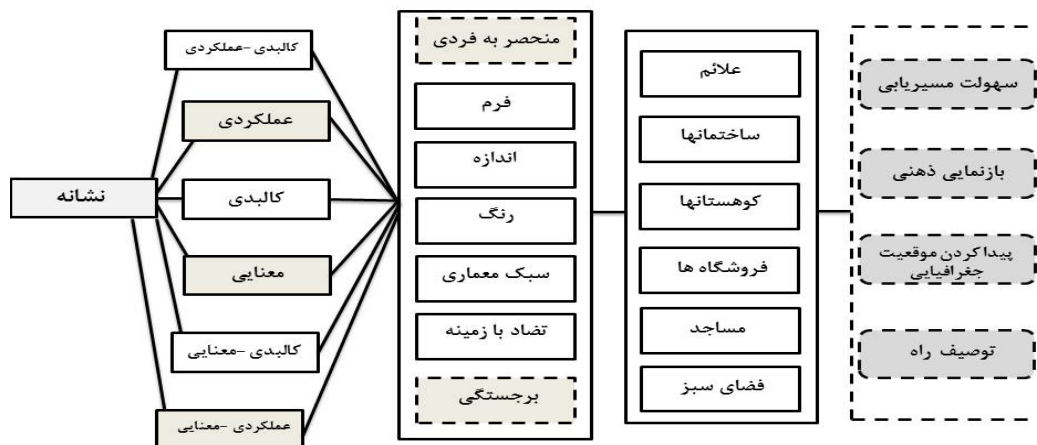 نشانه
کالبدی -عملکردی
عملکردی
کالبدی
معنایی
کالبدی -معنایی
عملکردی -معنایی
منحصر به فردی
فرم
اندازه
رنگ
سبک معماری
تضاد با زمینه
برجستگی
علائم
ساختمانها
کوهستانها
فروشگاه ها
مساجد
فضای سبز
سهولت مسیریابی
بازنمایی ذهنی
پیدا کردن موقعیت
جغرافیایی
توصیف راه